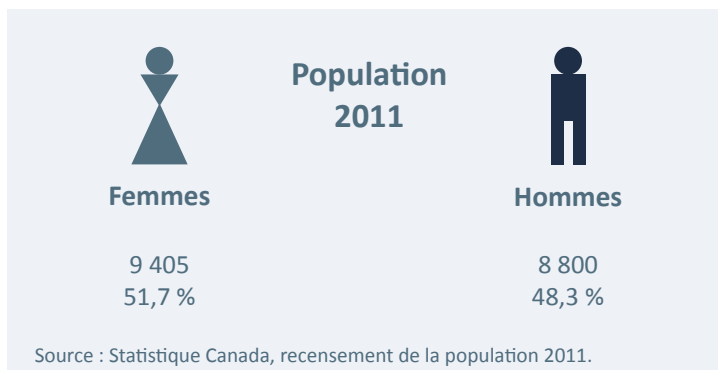 Population
2011
Femmes
Hommes
9 405
51,7 %
8 800
48,3 %
Source : Statistique Canada, recensement de la population 2011.